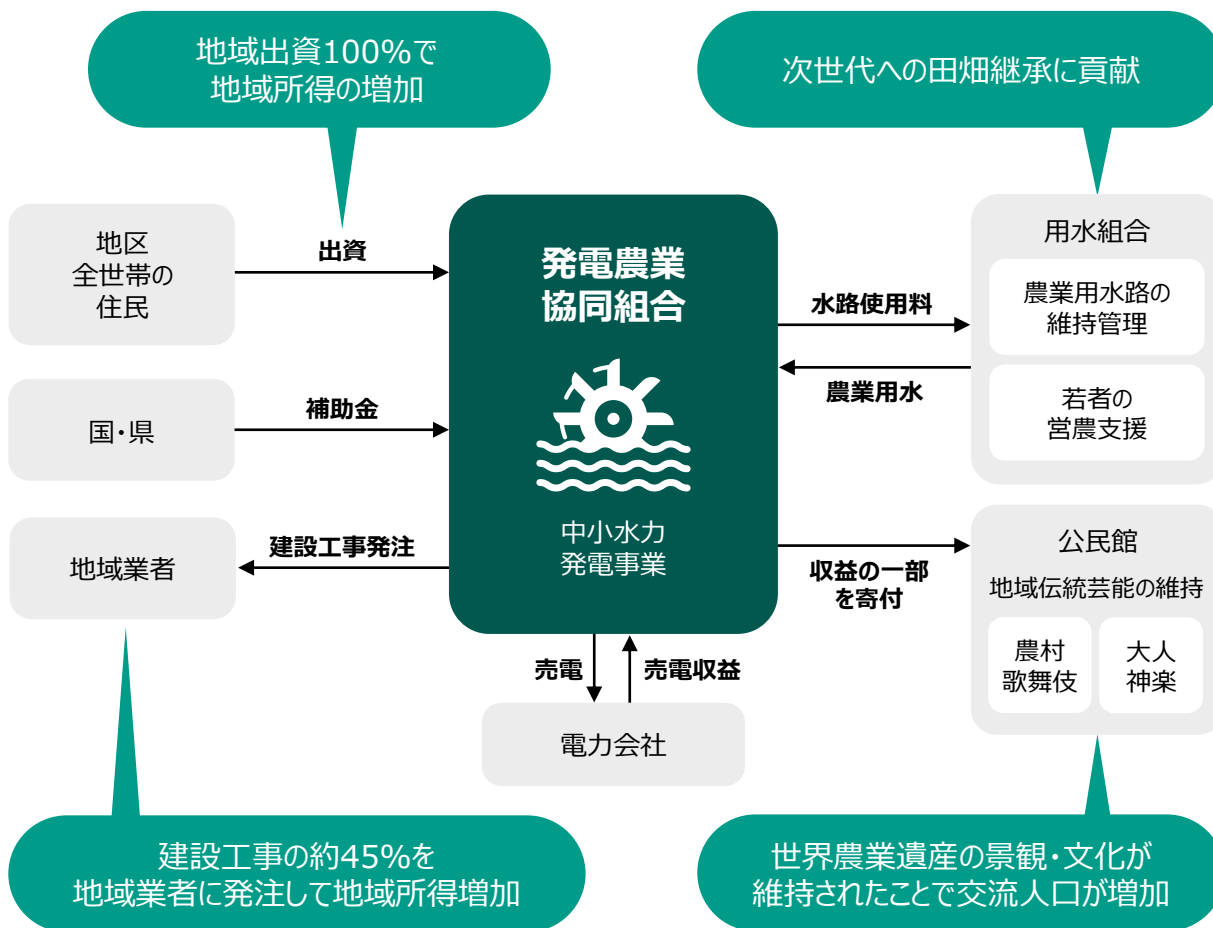 地域出資100%で
地域所得の増加
次世代への田畑継承に貢献
地区
全世帯の
住民
出資
国・県
補助金
地域業者
建設工事発注
発電農業
協同組合
中小水力
発電事業
水路使用料
農業用水
用水組合
農業用水路の
維持管理
若者の
営農支援
収益の一部
を寄付
公民館
地域伝統芸能の維持
農村
歌舞伎
大人
神楽
売電
売電収益
電力会社
建設工事の約45%を
地域業者に発注して地域所得増加
世界農業遺産の景観・文化が
維持されたことで交流人口が増加